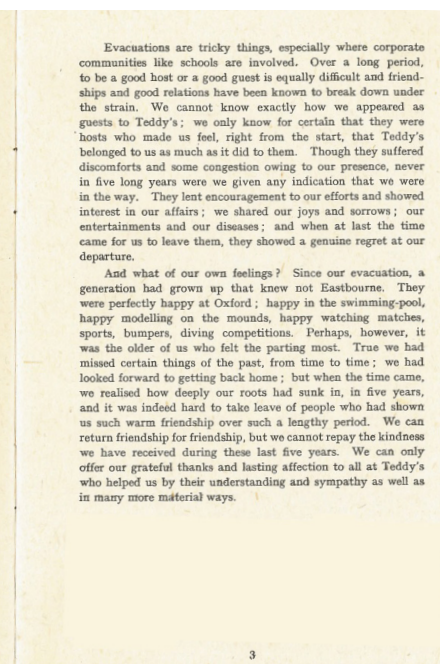 Evacuations are tricky things, especially where corporate
communities like schools are involved. Over a long period,
to be a good host or a good guest is equally difficult and friend-
ships and good relations have been known to break down under
the strain. We cannot know exactly how we appeared as
guests to Teddy's; we only know for certain that they were
hosts who made us feel, right from the start, that Teddy's
belonged to us as much as it did to them. Though they suffered
discomforts and some congestion owing to our presence, never
in five long years were we given any indication that we were
in the way. They lent encouragement to our efforts and showed
interest in our affairs; we shared our joys and sorrows; our
entertainments and our diseases; and when at last the time
came for us to leave them, they showed a genuine regret at our
departure.
And what of our own feelings? Since our evacuation, a
generation had grown up that knew not Eastbourne. They
were perfectly happy at Oxford; happy in the swimming-pool,
happy modelling on the mounds, happy watching matches,
sports, bumpers, diving competitions. Perhaps, however, it
was the older of us who felt the parting most. True we had
missed certain things of the past, from time to time; we had
looked forward to getting back home; but when the time came,
we realised how deeply our roots had sunk in, in five years,
and it was indeed hard to take leave of people who had shown
us such warm friendship over such a lengthy period. We can
return friendship for friendship, but we cannot repay the kindness
we have received during these last five years. We can only
offer our grateful thanks and lasting affection to all at Teddy's
who helped us by their understanding and sympathy as well as
in many more material ways.
3